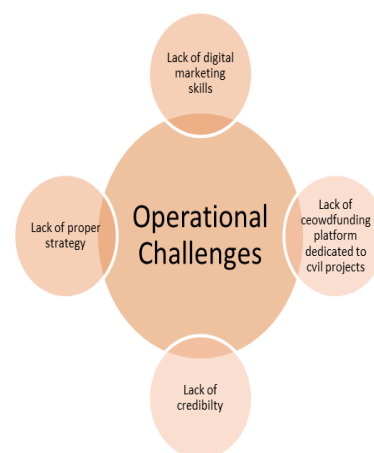 Lack of digital
marketing
skills
Operational
Challenges
Lack of proper
strategy
Lack of
ceowdfunding
platform
dedicated to
cvil projects
Lack of
credibilty